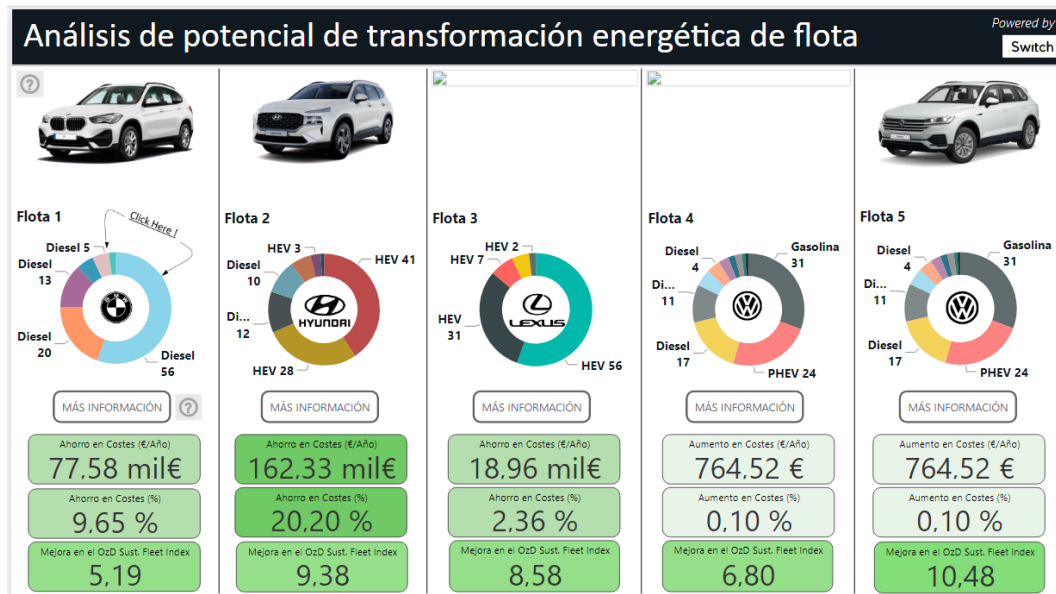 Análisis de potencial de transformación energética de flota
Powered by
Switch
?
Flota 1
Click Here !
Diesel 5
Diesel
13
Diesel
20
Diesel
56
BMW
MÁS INFORMACIÓN
?
Ahorro en Costes (€/Año)
77,58 mil€
Ahorro en Costes (%)
9,65 %
Mejora en el OzD Sust. Fleet Index
5,19
Flota 2
HEV 3
HEV 41
Diesel
10
Di...
12
HEV 28
HYUNDAI
MÁS INFORMACIÓN
Ahorro en Costes (€/Año)
162,33 mil€
Ahorro en Costes (%)
20,20 %
Mejora en el OzD Sust. Fleet Index
9,38
Flota 3
HEV 2
HEV 7
HEV
31
HEV 56
LEXUS
MÁS INFORMACIÓN
Ahorro en Costes (€/Año)
18,96 mil€
Ahorro en Costes (%)
2,36 %
Mejora en el OzD Sust. Fleet Index
8,58
Flota 4
Diesel
4
Gasolina
31
Di...
11
Diesel
17
PHEV 24
MÁS INFORMACIÓN
Aumento en Costes (€/Año)
764,52 €
Aumento en Costes (%)
0,10 %
Mejora en el OzD Sust. Fleet Index
6,80
Flota 5
Diesel
4
Gasolina
31
Di...
11
Diesel
17
PHEV 24
MÁS INFORMACIÓN
Aumento en Costes (€/Año)
764,52 €
Aumento en Costes (%)
0,10 %
Mejora en el OzD Sust. Fleet Index
10,48